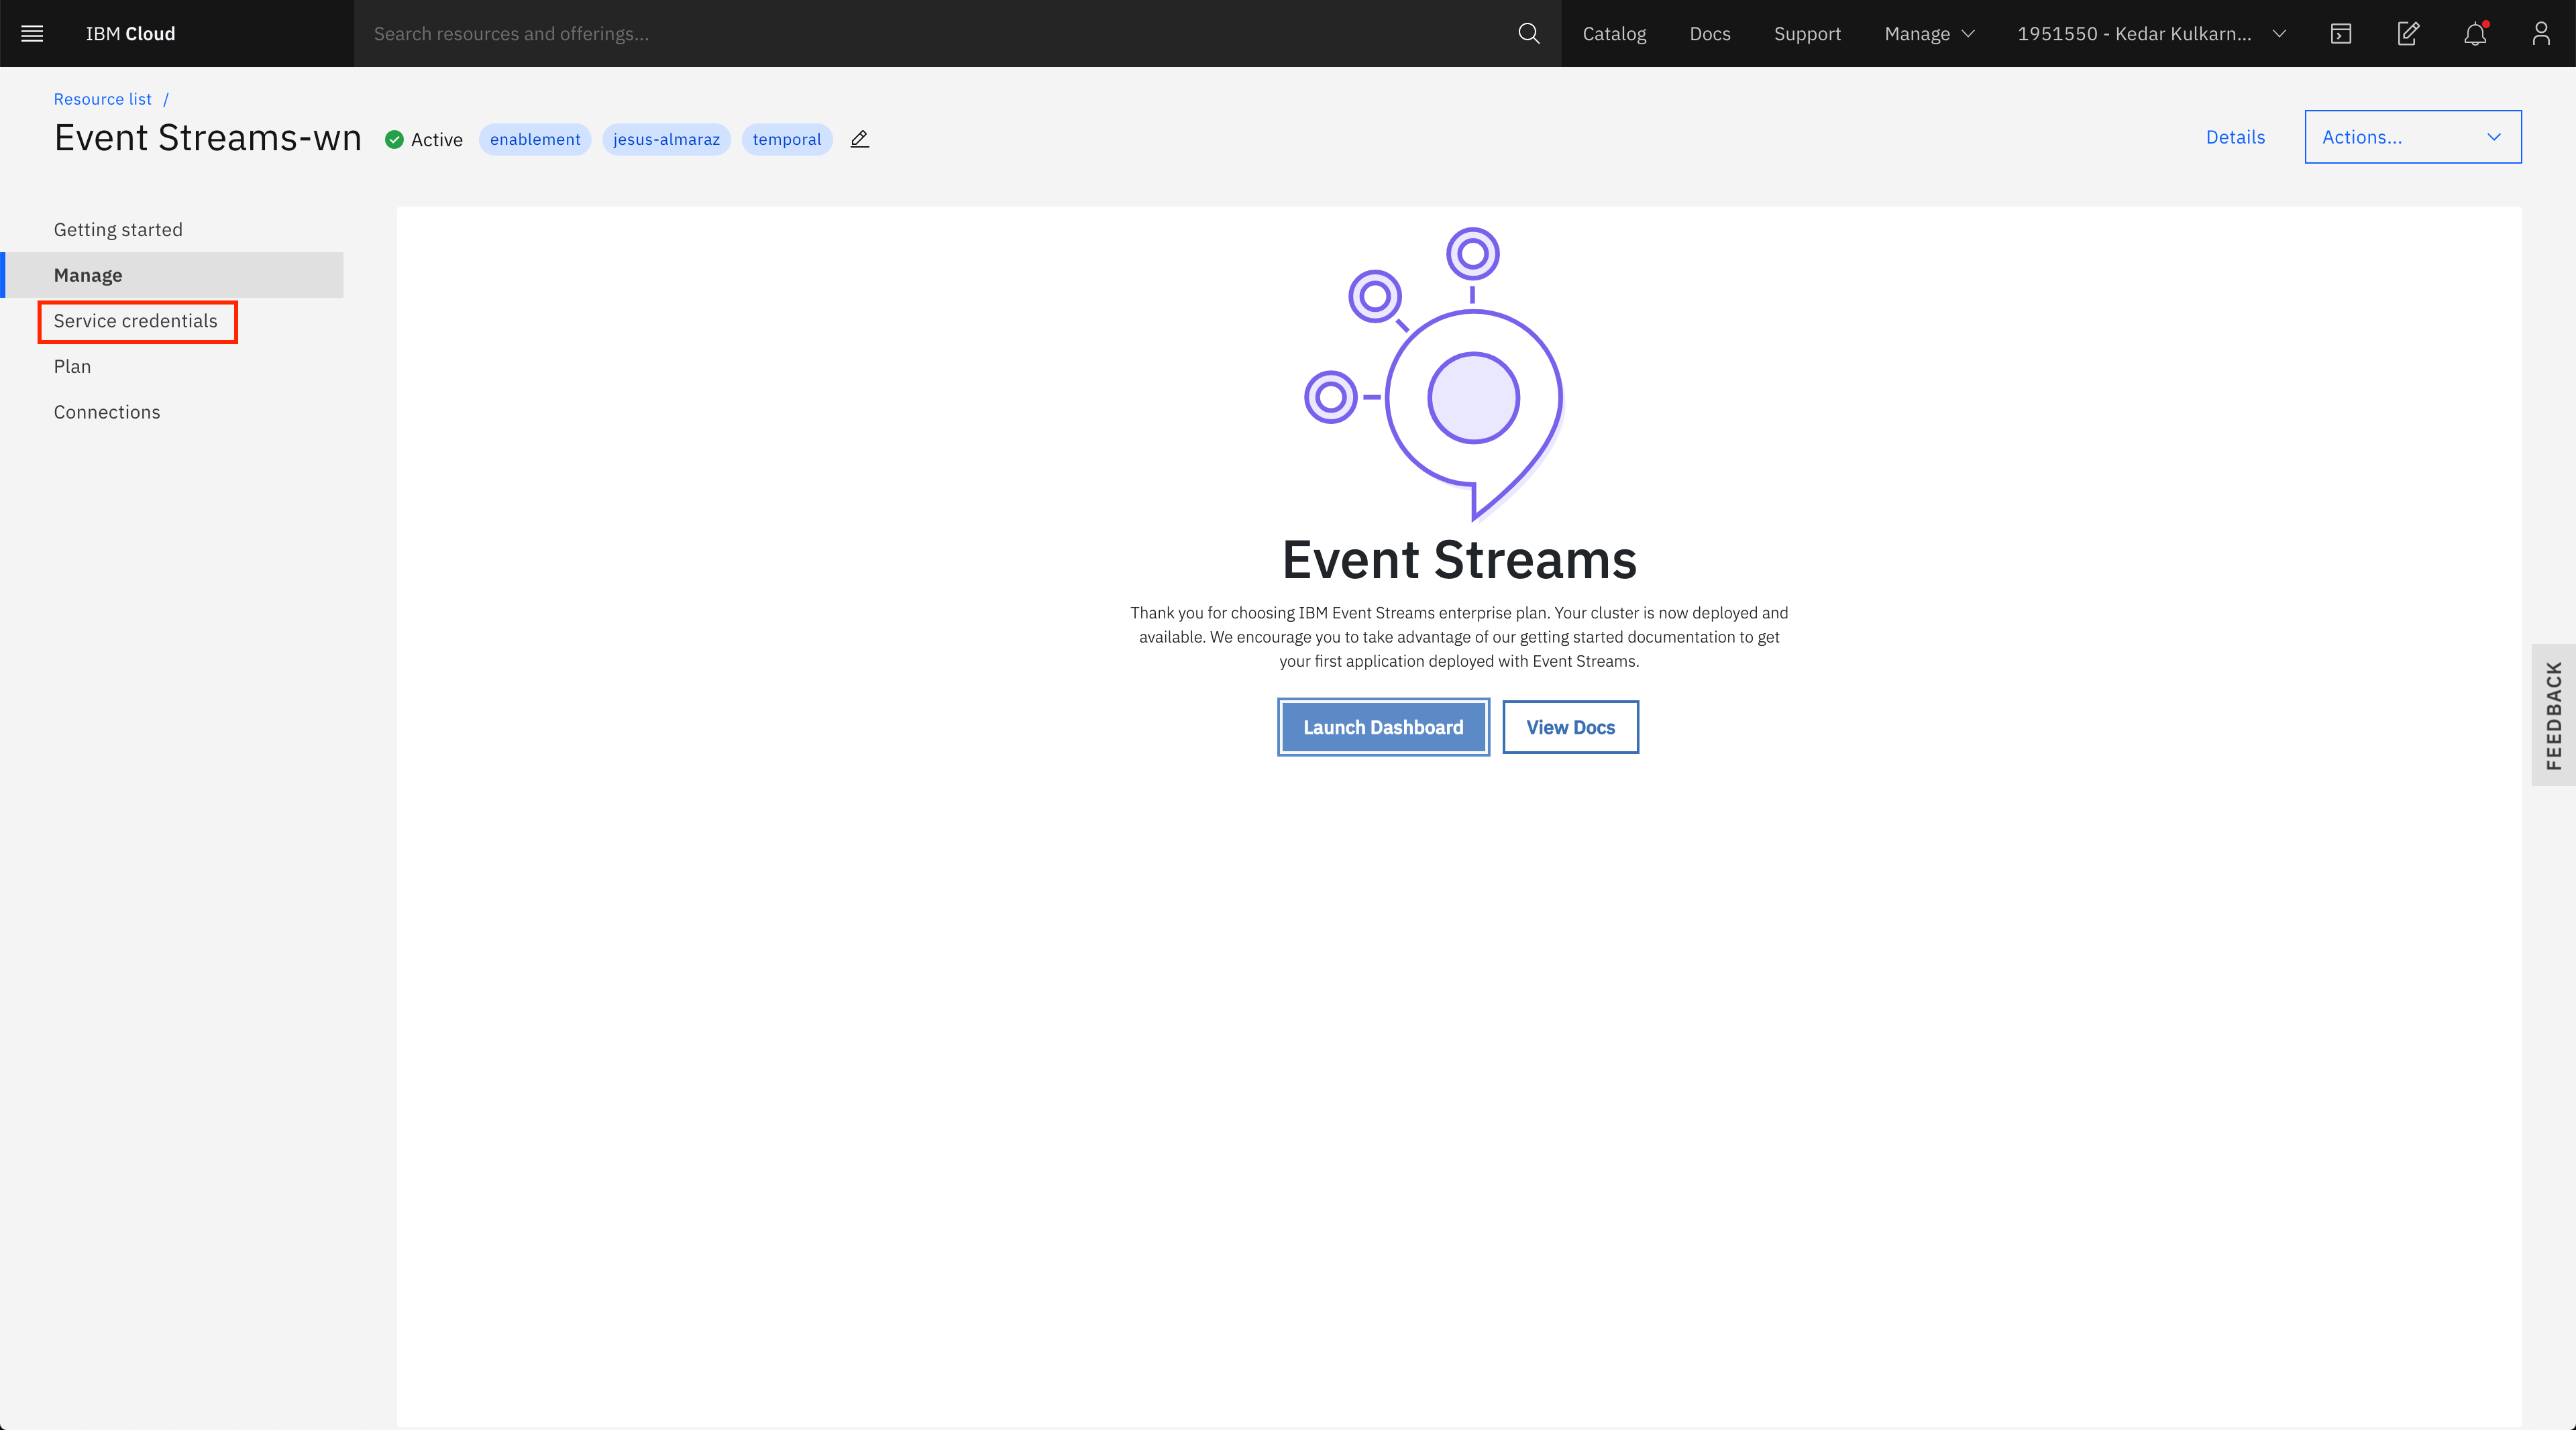 IBM Cloud
Search resources and offerings...
Catalog
Docs
Support
Manage
1951550 - Kedar Kulkarn...
Resource list /
Event Streams-wn
Active
enablement
jesus-almaraz
temporal
Details
Actions...
Getting started
Manage
Service credentials
Plan
Connections
Event Streams
Thank you for choosing IBM Event Streams enterprise plan. Your cluster is now deployed and
available. We encourage you to take advantage of our getting started documentation to get
your first application deployed with Event Streams.
Launch Dashboard
View Docs
FEEDBACK